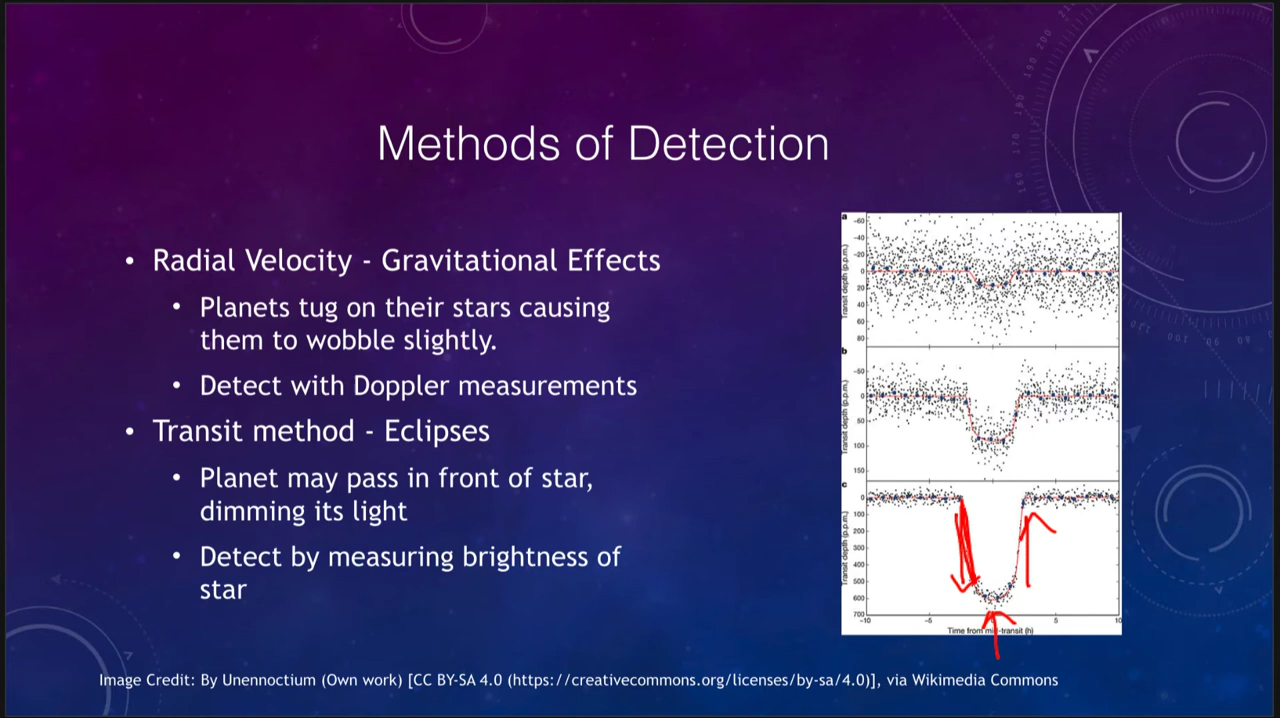 Methods of Detection
• Radial Velocity - Gravitational Effects
• Planets tug on their stars causing
them to wobble slightly.
• Detect with Doppler measurements
• Transit method - Eclipses
• Planet may pass in front of star,
dimming its light
• Detect by measuring brightness of
star
a
Transit depth (p.p.m.)
-60
-40
-20
0
20
40
60
80
b
Transit depth (p.p.m.)
-50
0
50
100
150
c
Transit depth (p.p.m.)
0
100
200
300
400
500
600
700
-10 -5 5 10
Time from mid-transit (h)
Image Credit: By Unennoctium (Own work) [CC BY-SA 4.0 (https://creativecommons.org/licenses/by-sa/4.0)], via Wikimedia Commons